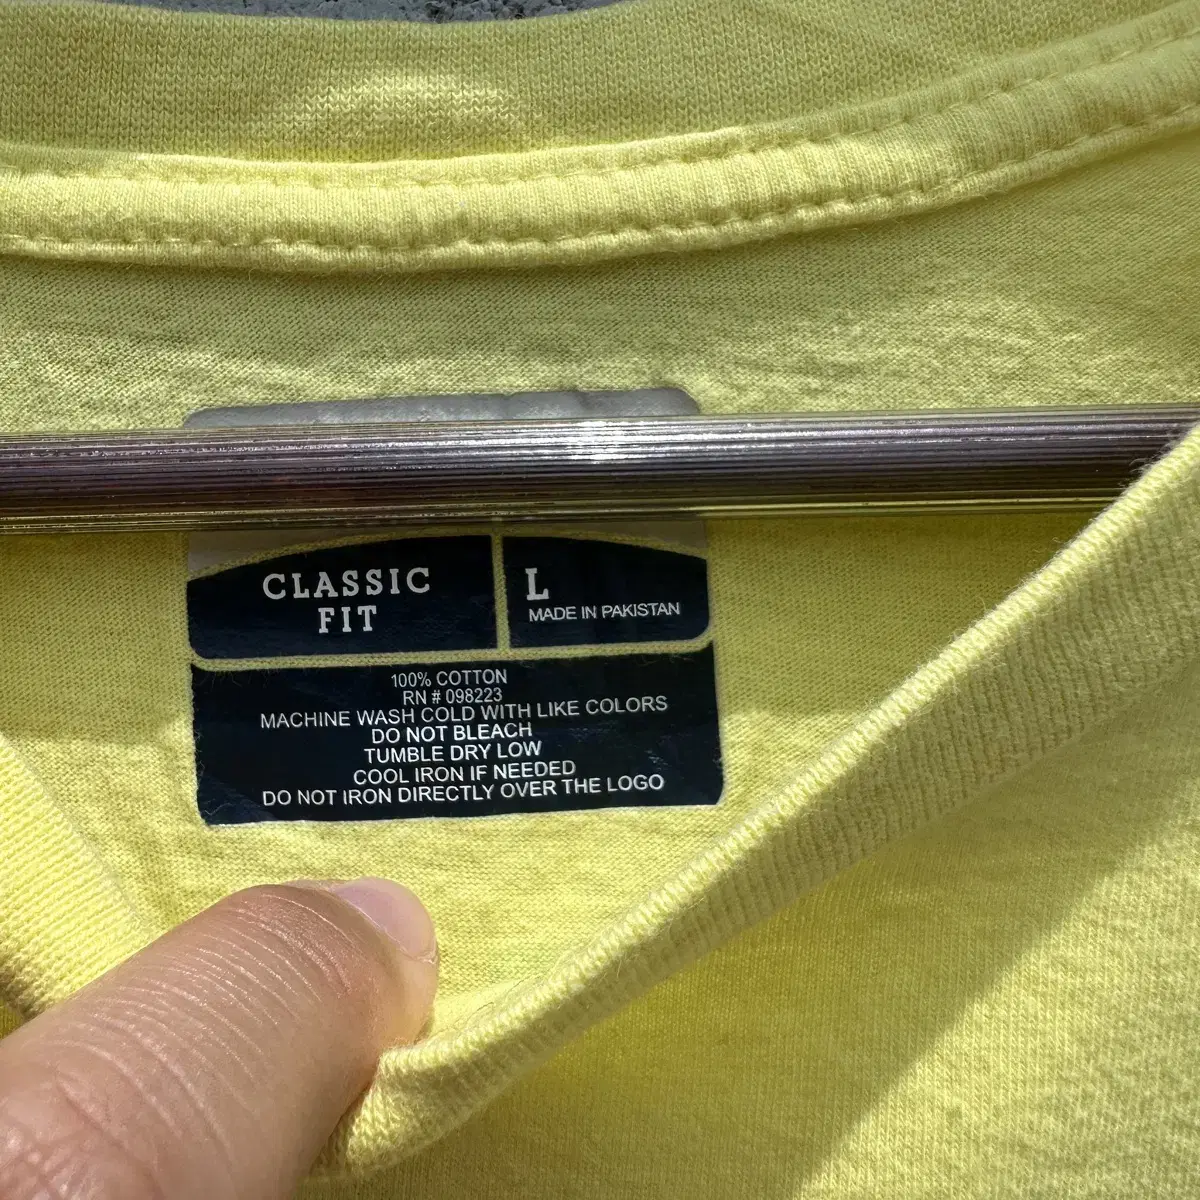 CLASSIC
FIT
L
MADE IN PAKISTAN
100% COTTON
RN # 098223
MACHINE WASH COLD WITH LIKE COLORS
DO NOT BLEACH
TUMBLE DRY LOW
COOL IRON IF NEEDED
DO NOT IRON DIRECTLY OVER THE LOGO